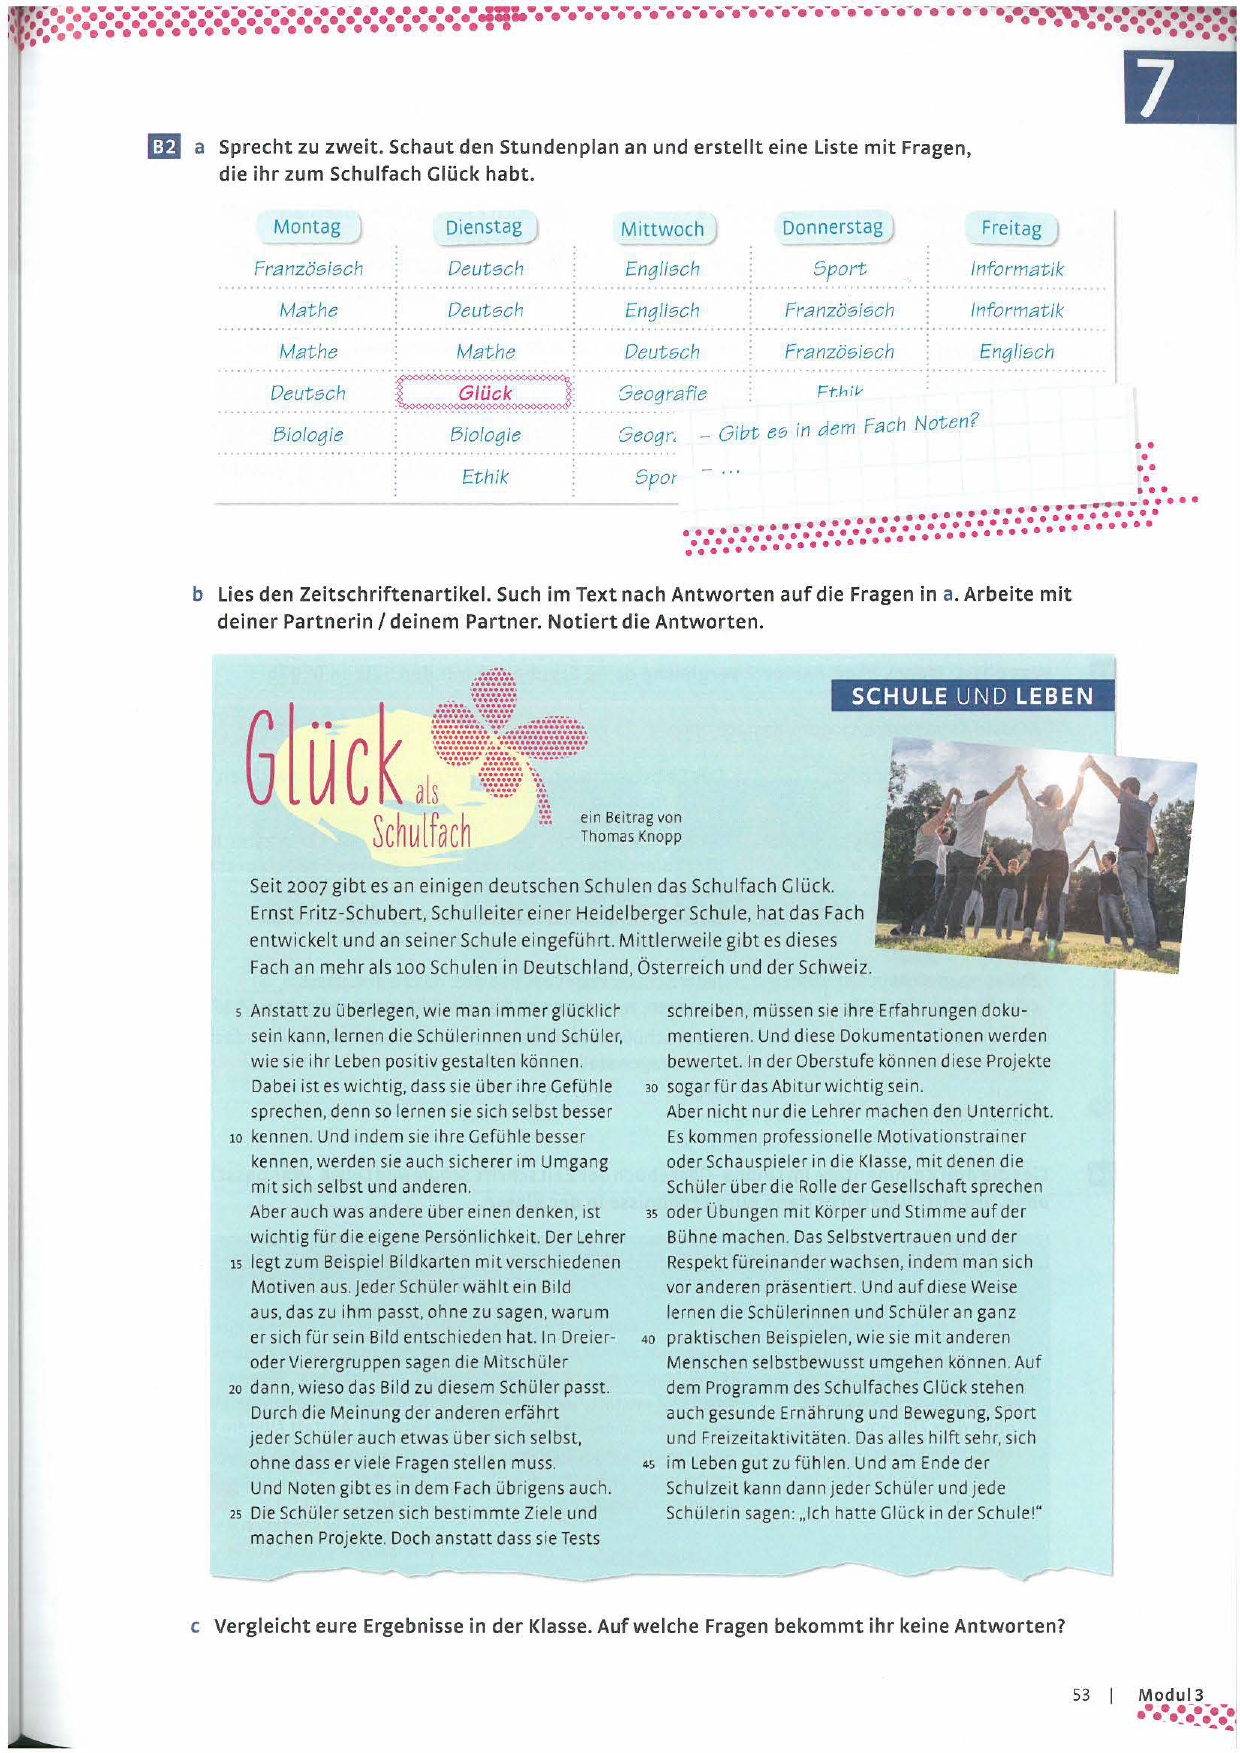 7
B2 a Sprecht zu zweit. Schaut den Stundenplan an und erstellt eine Liste mit Fragen,
die ihr zum Schulfach Glück habt.
Montag Dienstag Mittwoch Donnerstag Freitag
Französisch Deutsch Englisch Sport Informatik
Mathe Deutsch Englisch Französisch Informatik
Mathe Mathe Deutsch Französisch Englisch
Deutsch Glück Geografie Ethik
Biologie Biologie Geogr
Ethik Spor
– Gibt es in dem Fach Noten?
– ...
b Lies den Zeitschriftenartikel. Such im Text nach Antworten auf die Fragen in a. Arbeite mit
deiner Partnerin / deinem Partner. Notiert die Antworten.
SCHULE UND LEBEN
Glück
als
Schulfach
ein Beitrag von
Thomas Knopp
Seit 2007 gibt es an einigen deutschen Schulen das Schulfach Glück.
Ernst Fritz-Schubert, Schulleiter einer Heidelberger Schule, hat das Fach
entwickelt und an seiner Schule eingeführt. Mittlerweile gibt es dieses
Fach an mehr als 100 Schulen in Deutschland, Österreich und der Schweiz.
5 Anstatt zu überlegen, wie man immer glücklich
sein kann, lernen die Schülerinnen und Schüler,
wie sie ihr Leben positiv gestalten können.
Dabei ist es wichtig, dass sie über ihre Gefühle
sprechen, denn so lernen sie sich selbst besser
10 kennen. Und indem sie ihre Gefühle besser
kennen, werden sie auch sicherer im Umgang
mit sich selbst und anderen.
Aber auch was andere über einen denken, ist
wichtig für die eigene Persönlichkeit. Der Lehrer
15 legt zum Beispiel Bildkarten mit verschiedenen
Motiven aus. Jeder Schüler wählt ein Bild
aus, das zu ihm passt, ohne zu sagen, warum
er sich für sein Bild entschieden hat. In Dreier-
oder Vierergruppen sagen die Mitschüler
20 dann, wieso das Bild zu diesem Schüler passt.
Durch die Meinung der anderen erfährt
jeder Schüler auch etwas über sich selbst,
ohne dass er viele Fragen stellen muss.
Und Noten gibt es in dem Fach übrigens auch.
25 Die Schüler setzen sich bestimmte Ziele und
machen Projekte. Doch anstatt dass sie Tests
schreiben, müssen sie ihre Erfahrungen doku-
mentieren. Und diese Dokumentationen werden
bewertet. In der Oberstufe können diese Projekte
30 sogar für das Abitur wichtig sein.
Aber nicht nur die Lehrer machen den Unterricht.
Es kommen professionelle Motivationstrainer
oder Schauspieler in die Klasse, mit denen die
Schüler über die Rolle der Gesellschaft sprechen
35 oder Übungen mit Körper und Stimme auf der
Bühne machen. Das Selbstvertrauen und der
Respekt füreinander wachsen, indem man sich
vor anderen präsentiert. Und auf diese Weise
lernen die Schülerinnen und Schüler an ganz
40 praktischen Beispielen, wie sie mit anderen
Menschen selbstbewusst umgehen können. Auf
dem Programm des Schulfaches Glück stehen
auch gesunde Ernährung und Bewegung, Sport
und Freizeitaktivitäten. Das alles hilft sehr, sich
45 im Leben gut zu fühlen. Und am Ende der
Schulzeit kann dann jeder Schüler und jede
Schülerin sagen: „Ich hatte Glück in der Schule!“
c Vergleicht eure Ergebnisse in der Klasse. Auf welche Fragen bekommt ihr keine Antworten?
53 | Modul 3